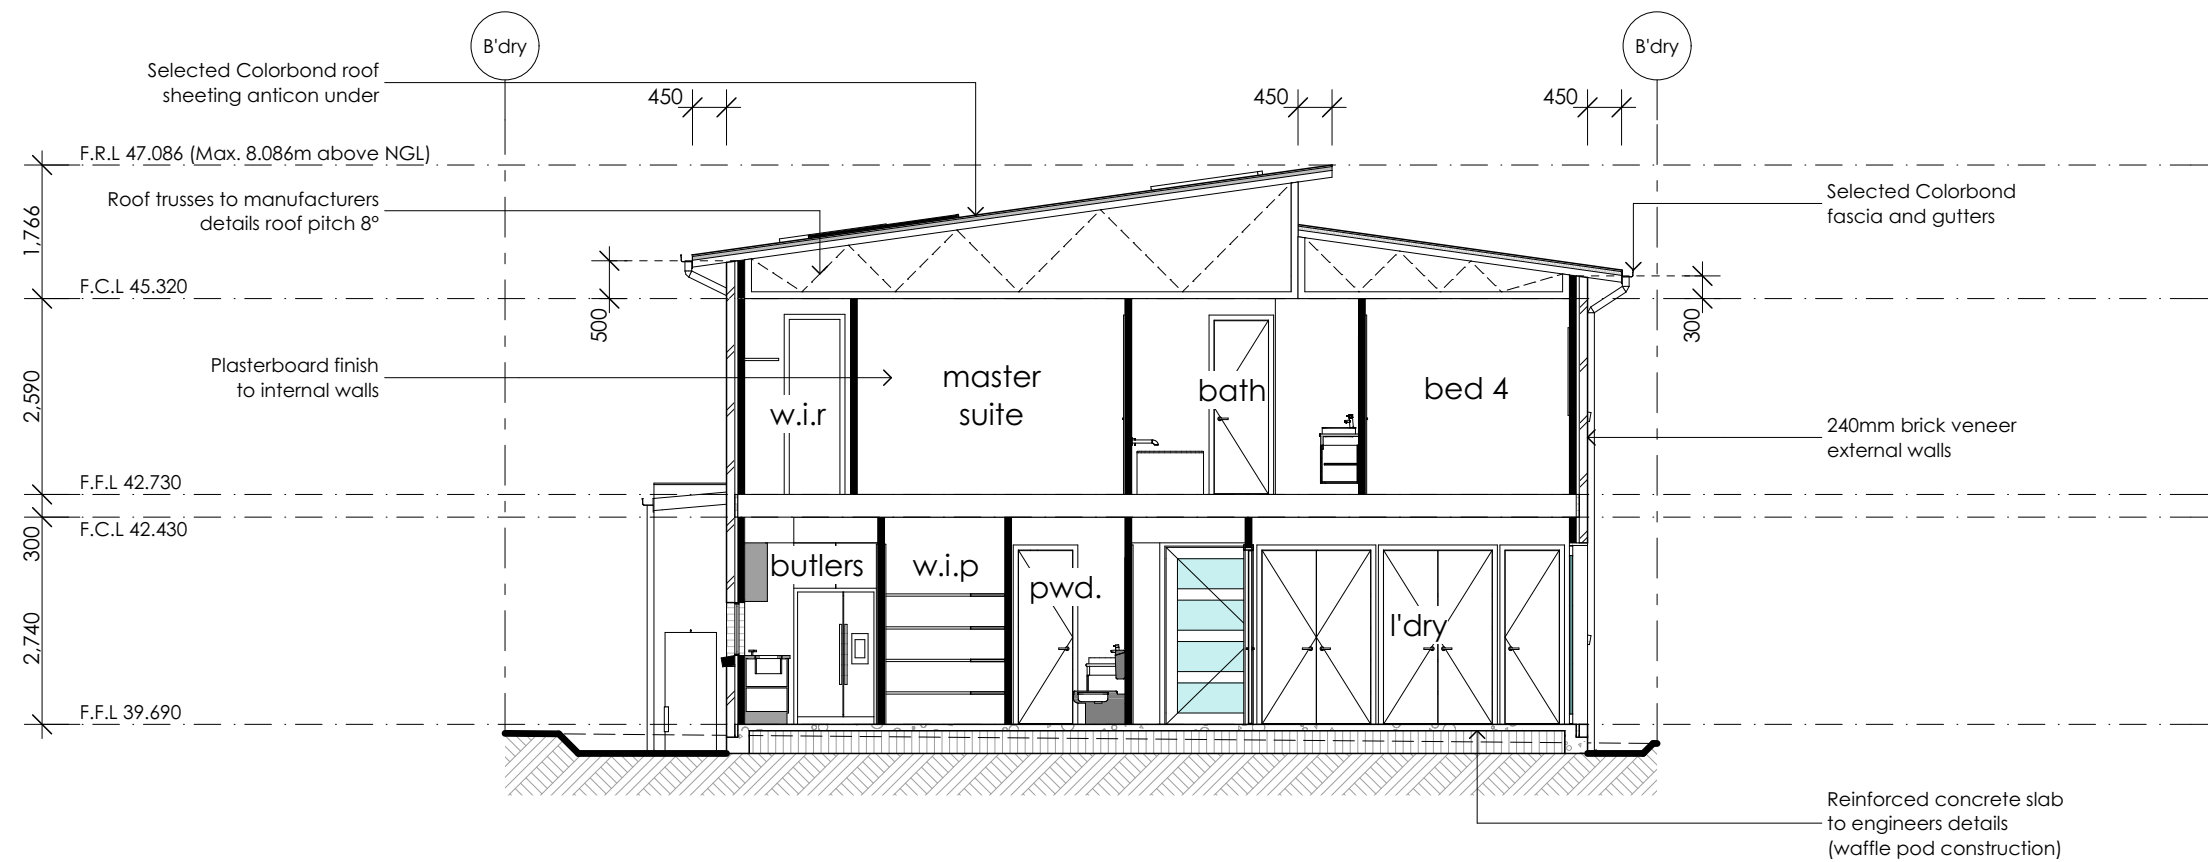 B'dry
B'dry
Selected Colorbond roof
sheeting anticon under
450
450
450
F.R.L 47.086 (Max. 8.086m above NGL)
Roof trusses to manufacturers
details roof pitch 8°
Selected Colorbond
fascia and gutters
1,766
F.C.L 45.320
500
300
Plasterboard finish
to internal walls
2,590
w.i.r
master
suite
bath
bed 4
240mm brick veneer
external walls
F.F.L 42.730
300
F.C.L 42.430
butlers
w.i.p
pwd.
l'dry
2,740
F.F.L 39.690
Reinforced concrete slab
to engineers details
(waffle pod construction)